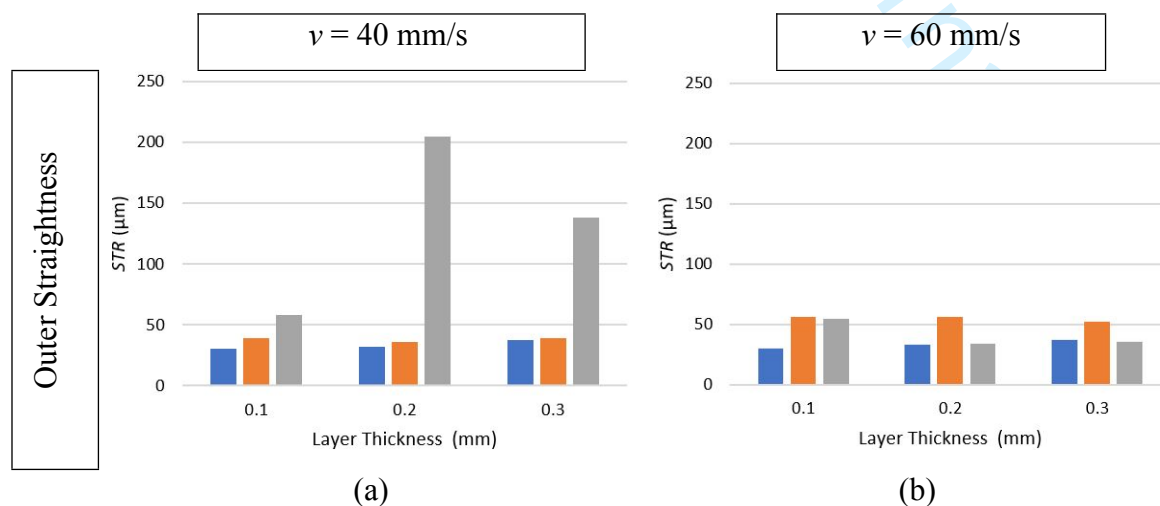 v = 40 mm/s
v = 60 mm/s
Outer Straightness
250
200
150
100
50
0
STR (µm)
0.1 0.2 0.3
Layer Thickness (mm)
(a)
250
200
150
100
50
0
STR (µm)
0.1 0.2 0.3
Layer Thickness (mm)
(b)